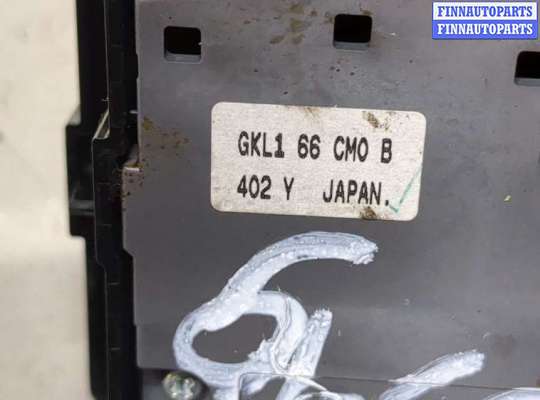 FINNAUTOPARTS
FINNAUTOPARTS
GKL1 66 CM0 B
402 Y JAPAN.